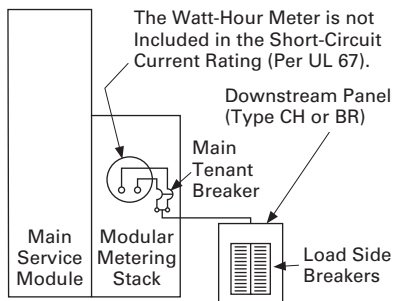 The Watt-Hour Meter is not
Included in the Short-Circuit
Current Rating (Per UL 67).
Downstream Panel
(Type CH or BR)
Main
Tenant
Breaker
Main
Service
Module
Modular
Metering
Stack
Load Side
Breakers